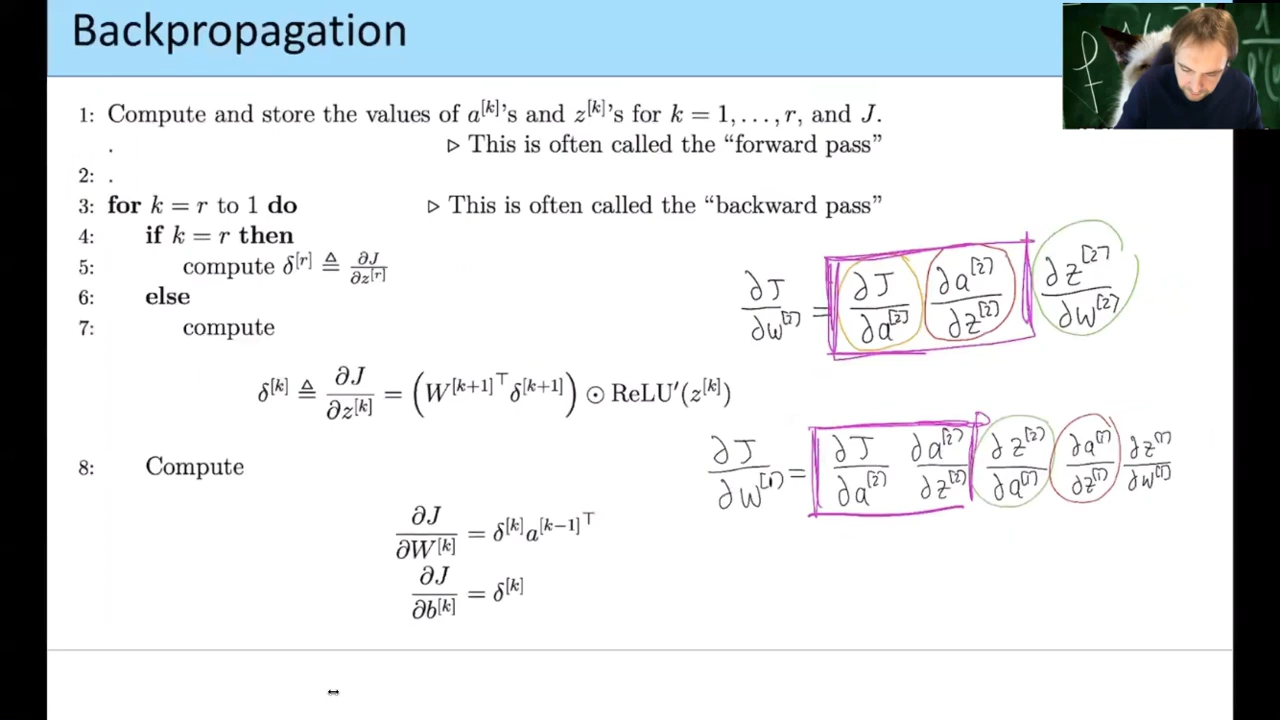 Backpropagation
1: Compute and store the values of a^[k]'s and z^[k]'s for k = 1, . . . , r, and J.
. ▷ This is often called the “forward pass”
2: .
3: for k = r to 1 do ▷ This is often called the “backward pass”
4: if k = r then
5: compute δ^[r] ≜ ∂J/∂z^[r]
6: else
7: compute
δ^[k] ≜ ∂J/∂z^[k] = (W^[k+1]⊤ δ^[k+1]) ⊙ ReLU′(z^[k])
8: Compute
∂J/∂W^[k] = δ^[k] a^[k−1]⊤
∂J/∂b^[k] = δ^[k]
∂J/∂w^[2] = ∂J/∂a^[2] ∂a^[2]/∂z^[2] ∂z^[2]/∂w^[2]
∂J/∂w^[1] = ∂J/∂a^[2] ∂a^[2]/∂z^[2] ∂z^[2]/∂a^[1] ∂a^[1]/∂z^[1] ∂z^[1]/∂w^[1]